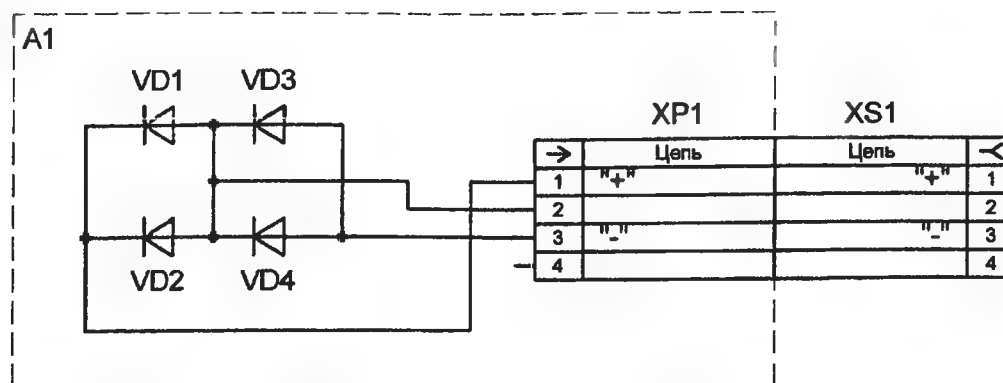 A1
VD1 VD3
VD2 VD4
XP1 XS1
Цепь Цепь
1 "+" "+" 1
2 2
3 "-" "-" 3
4 4